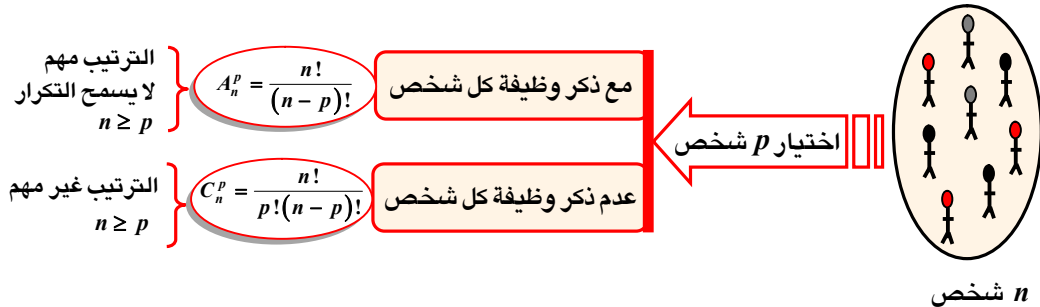 n شخص
اختيار p شخص
مع ذكر وظيفة كل شخص
A_n^p = n! / (n - p)!
الترتيب مهم
لا يسمح التكرار
n ≥ p
عدم ذكر وظيفة كل شخص
C_n^p = n! / p!(n - p)!
الترتيب غير مهم
n ≥ p